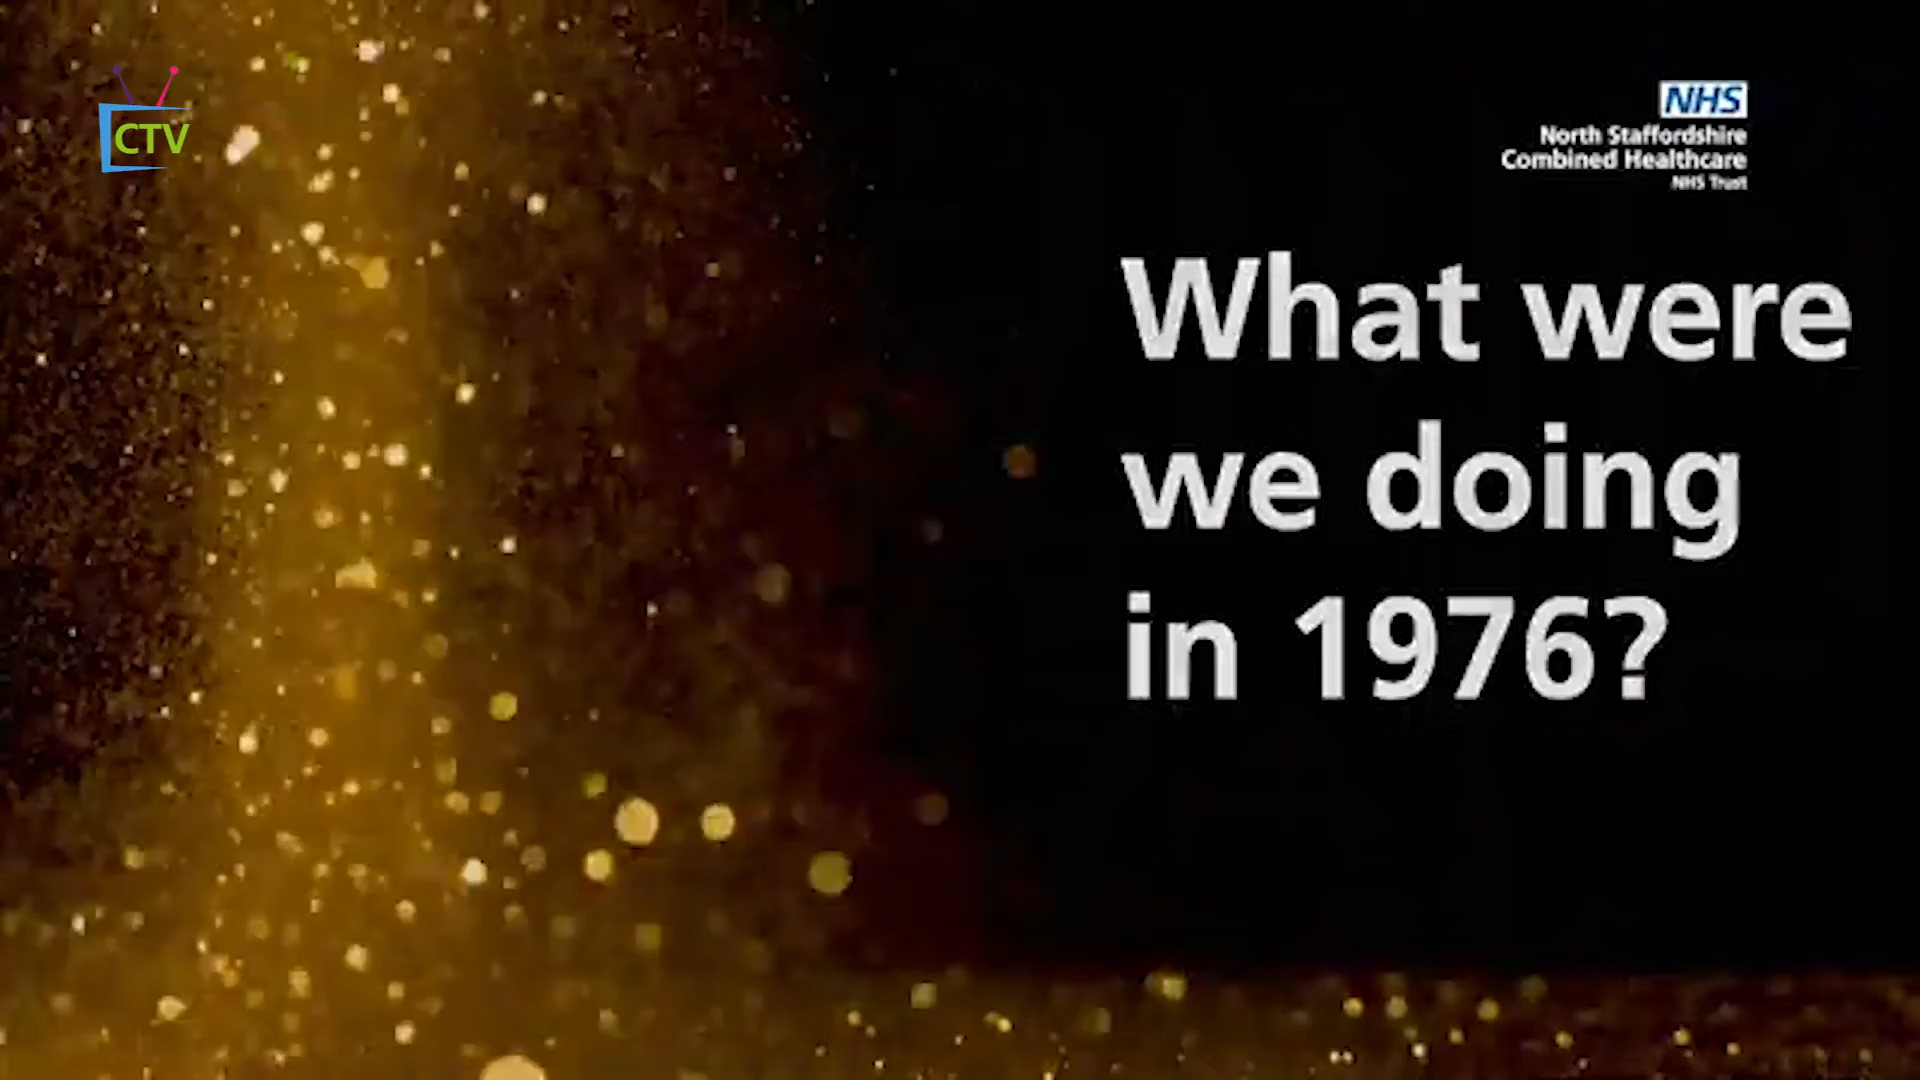 CTV
NHS
North Staffordshire
Combined Healthcare
NHS Trust
What were
we doing
in 1976?